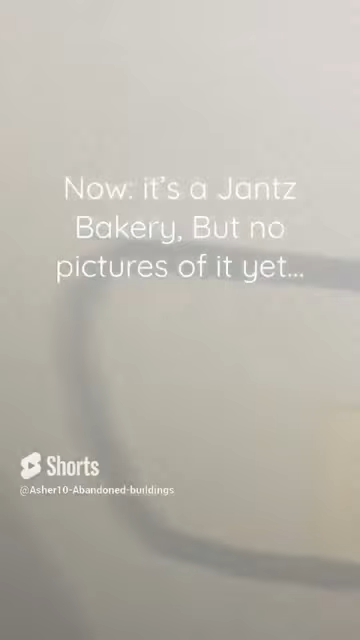 Now: it's a Jantz
Bakery, But no
pictures of it yet...
Shorts
@Asher10-Abandoned-buildings